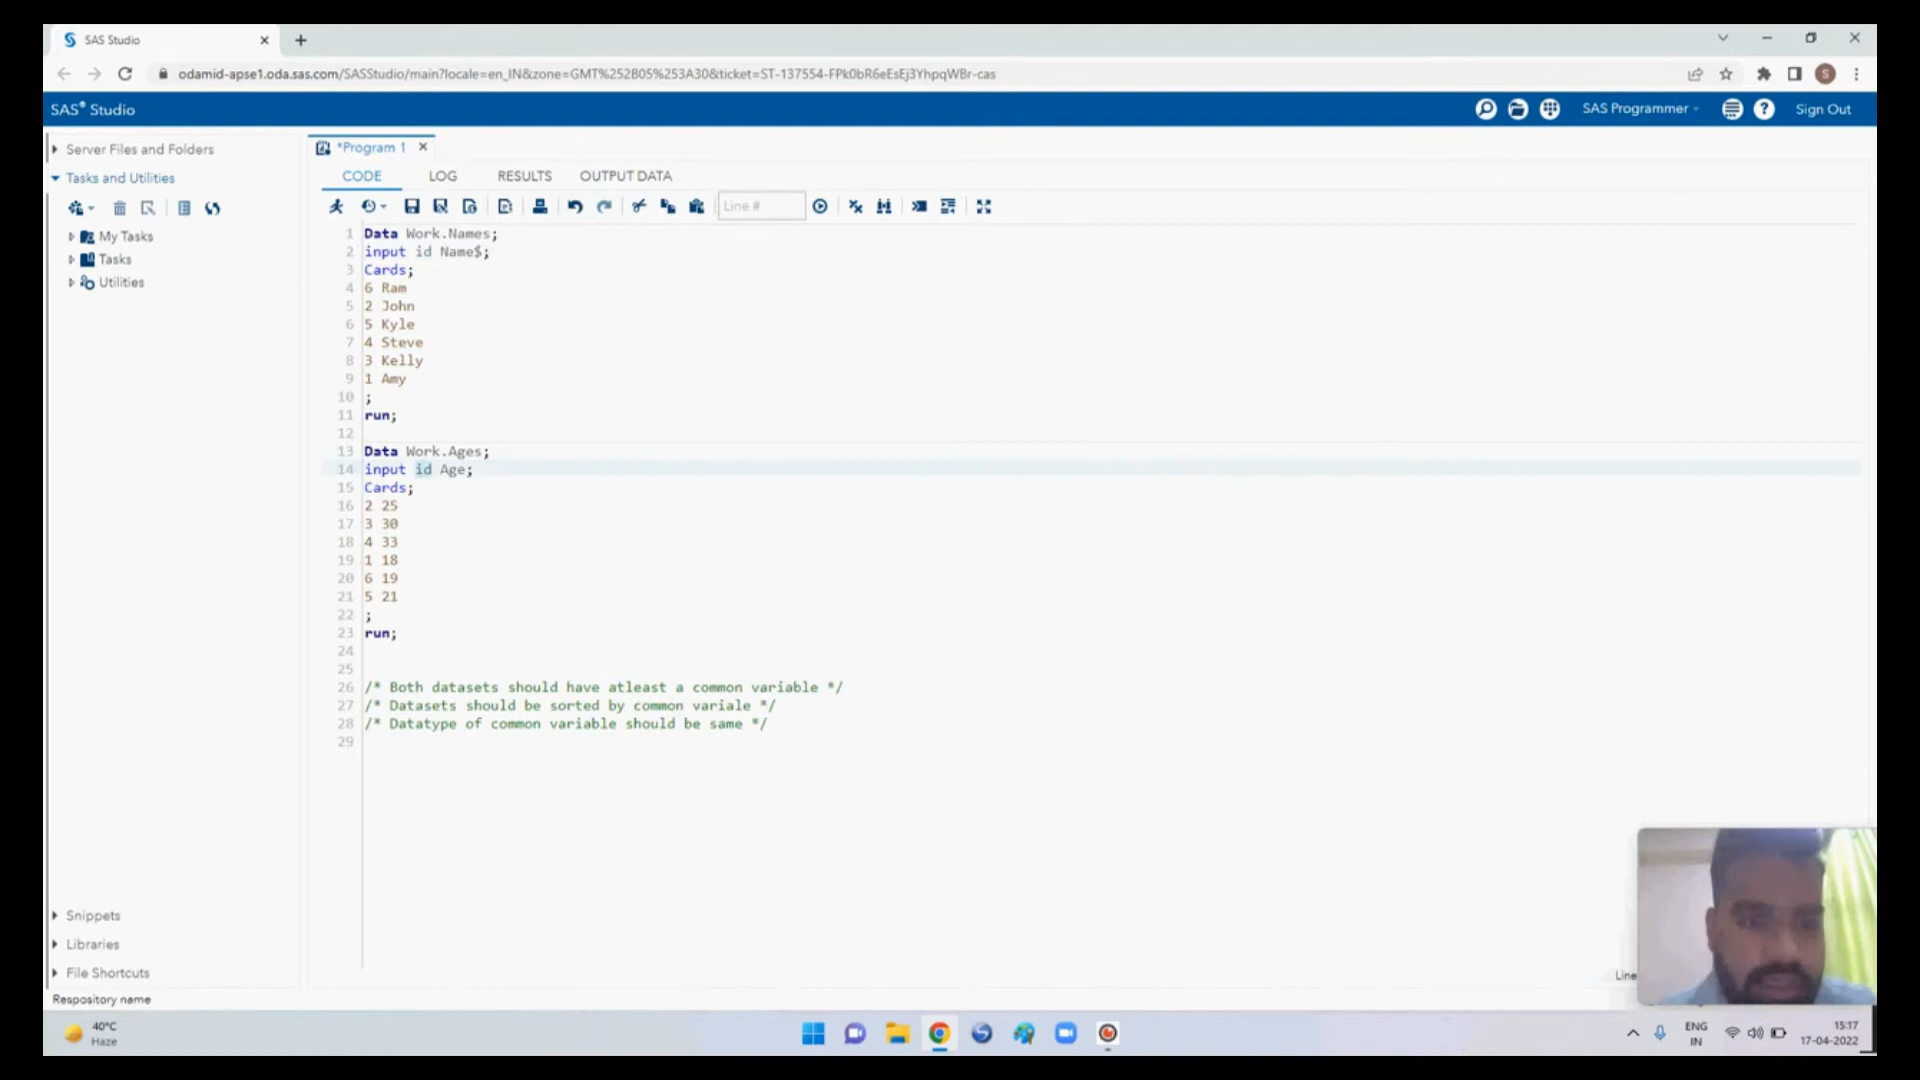 SAS Studio
odamid-apse1.oda.sas.com/SASStudio/main?locale=en_IN&zone=GMT%252B05%253A30&ticket=ST-137554-FPk0bR6eEsEj3YhpqWBr-cas
S
SAS® Studio
SAS Programmer
?
Sign Out
Server Files and Folders
Tasks and Utilities
My Tasks
Tasks
Utilities
*Program 1
CODE LOG RESULTS OUTPUT DATA
Line #
1 Data Work.Names;
2 input id Name$;
3 Cards;
4 6 Ram
5 2 John
6 5 Kyle
7 4 Steve
8 3 Kelly
9 1 Amy
10 ;
11 run;
12
13 Data Work.Ages;
14 input id Age;
15 Cards;
16 2 25
17 3 30
18 4 33
19 1 18
20 6 19
21 5 21
22 ;
23 run;
24
25
26 /* Both datasets should have atleast a common variable */
27 /* Datasets should be sorted by common variale */
28 /* Datatype of common variable should be same */
29
Snippets
Libraries
File Shortcuts
Respository name
Line
40°C
Haze
ENG
IN
15:17
17-04-2022